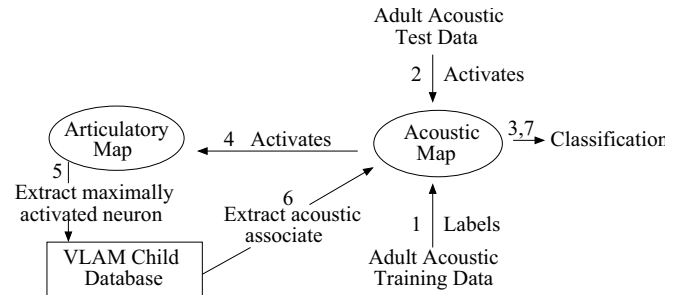 Adult Acoustic
Test Data
2 Activates
Articulatory
Map
4 Activates
Acoustic
Map
3,7
Classification
5
Extract maximally
activated neuron
6
Extract acoustic
associate
1 Labels
VLAM Child
Database
Adult Acoustic
Training Data